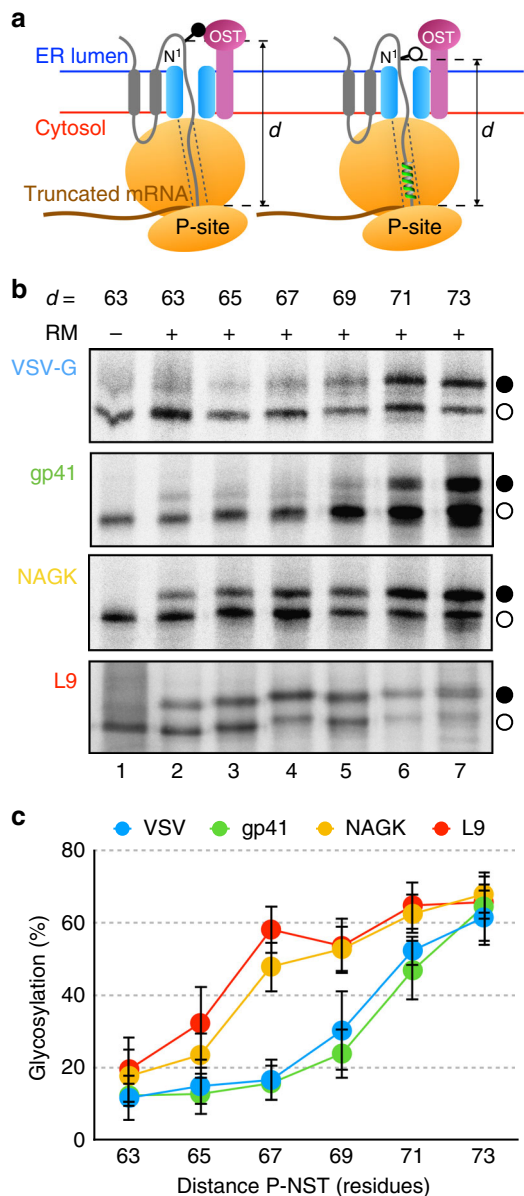 a
OST OST
ER lumen N1 N1
d d
Cytosol
Truncated mRNA
P-site P-site
b
d = 63 63 65 67 69 71 73
RM – + + + + + +
VSV-G
gp41
NAGK
L9
1 2 3 4 5 6 7
c
VSV gp41 NAGK L9
80
60
40
20
0
Glycosylation (%)
63 65 67 69 71 73
Distance P-NST (residues)